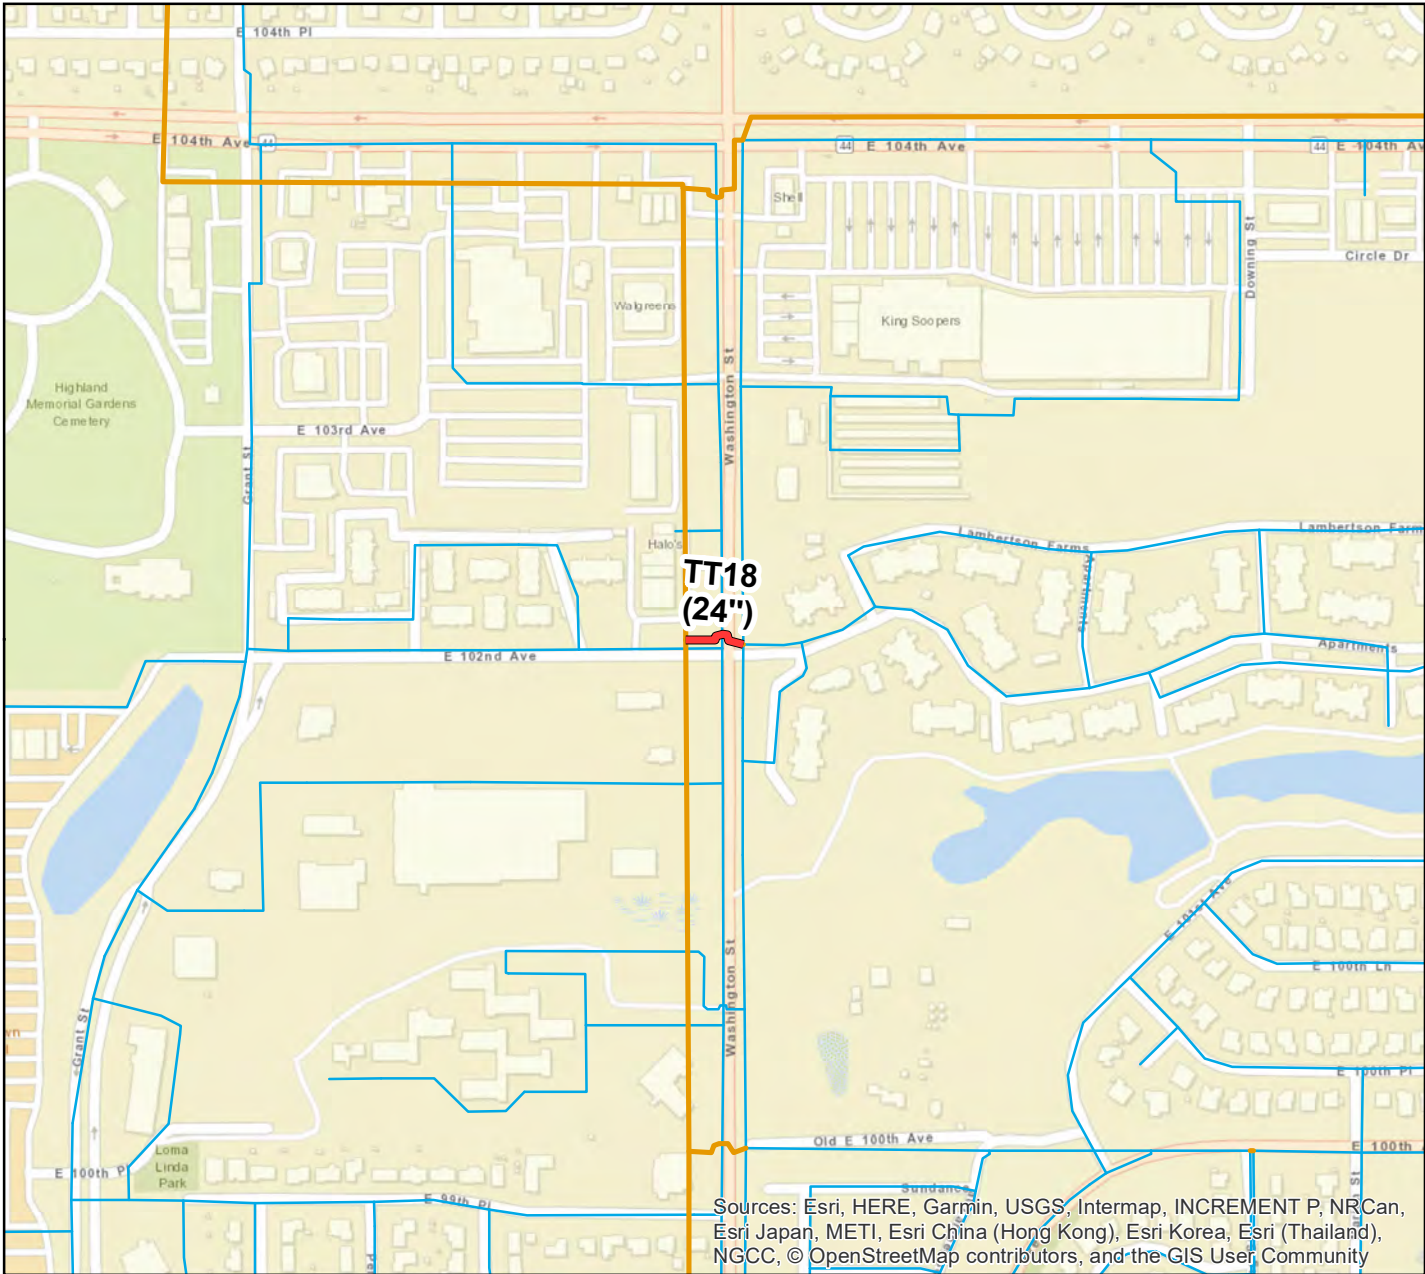 E 104th Pl
E 104th Ave
44
44
E 104th Ave
44
E 104th Av
Shell
Downing St
Circle Dr
Walgreens
King Soopers
Washington St
Highland
Memorial Gardens
Cemetery
E 103rd Ave
Grant St
Lambertson Farms
Lambertson Farm
Halo's
TT18
(24")
Apartments
Apartments
E 102nd Ave
E 101st Ave
E 100th Ln
Washington St
Grant St
wn
E 100th Pl
Old E 100th Ave
E 100th
Loma
Linda
Park
E 100th Pl
E 99th Pl
Sundance
Sources: Esri, HERE, Garmin, USGS, Intermap, INCREMENT P, NRCan,
Esri Japan, METI, Esri China (Hong Kong), Esri Korea, Esri (Thailand),
NGCC, © OpenStreetMap contributors, and the GIS User Community